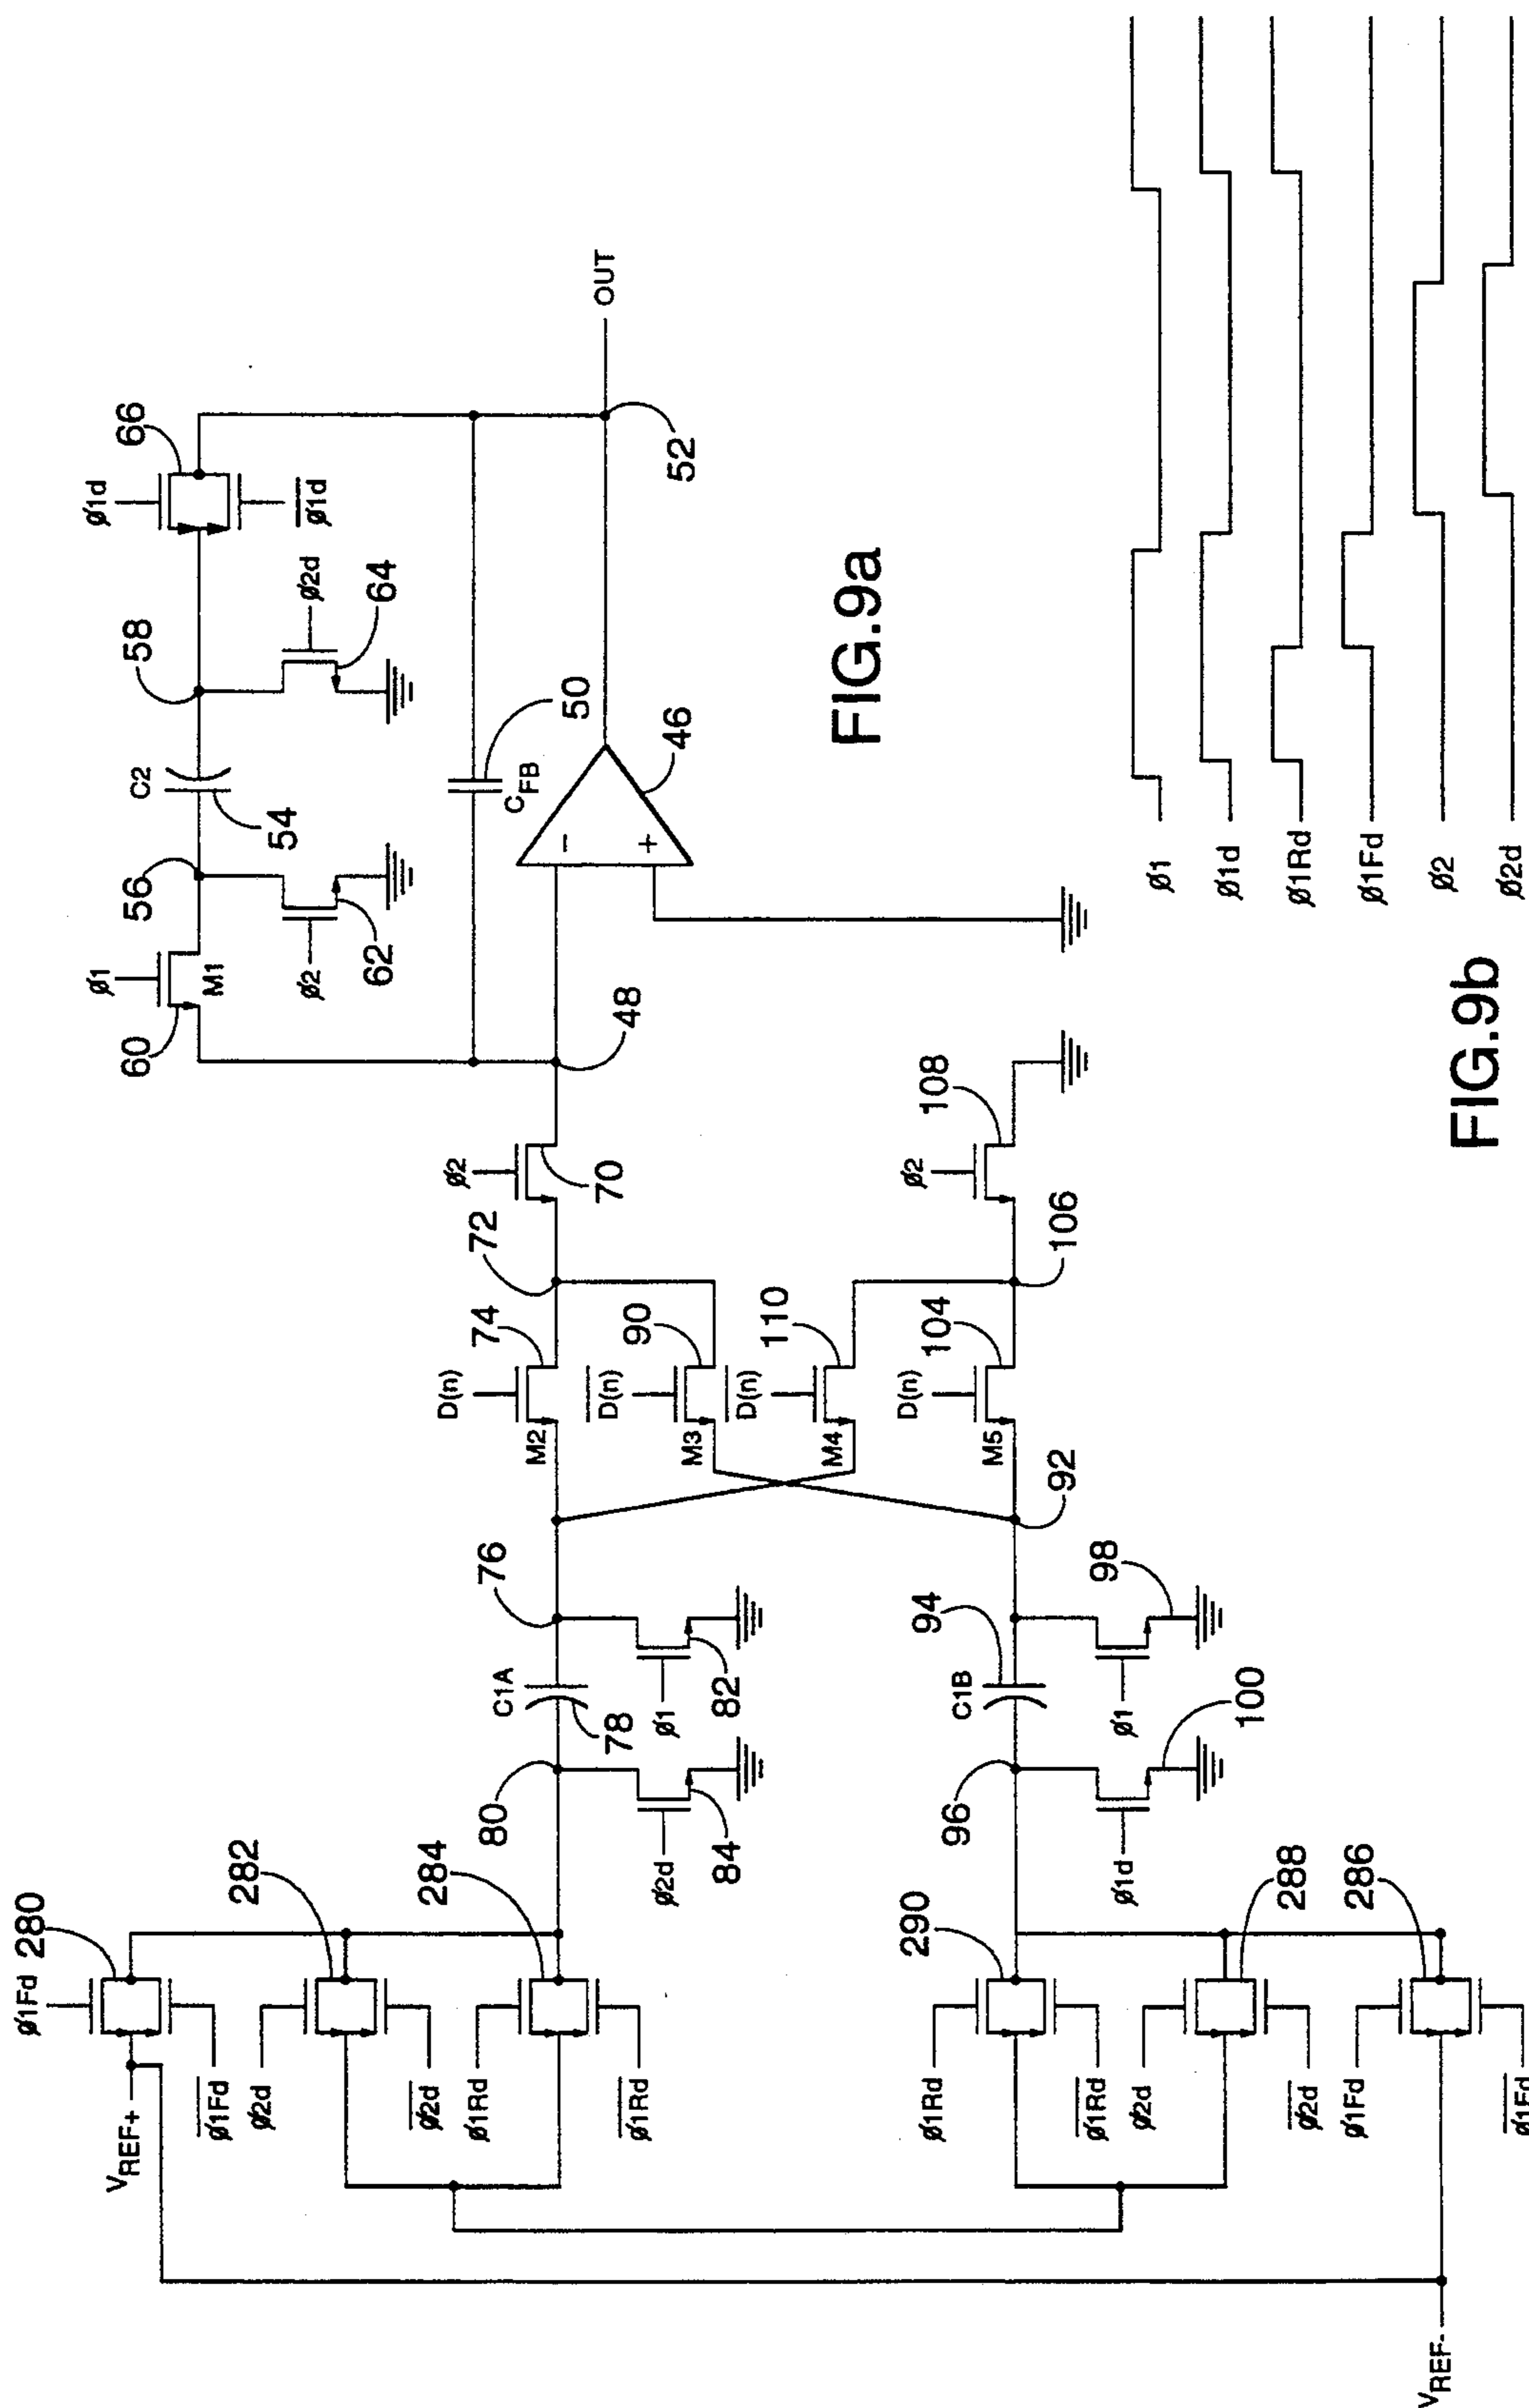 ø1Fd
280
VREF+
ø1Fd
ø2d
282
ø2d
ø1Rd
284
ø1Rd
80
C1A
78
ø2d
84
ø1
82
76
M2
D(n)
74
72
ø2
70
48
D(n)
M3
90
D(n)
M4
110
D(n)
M5
104
92
106
ø2
108
ø1Rd
290
ø1Rd
ø2d
288
ø2d
ø1Fd
286
ø1Fd
VREF-
96
C1B
94
ø1d
100
ø1
98
60
ø1
M1
56
C2
54
ø2
62
58
ø2d
64
ø1d
66
ø1d
CFB
50
46
−
+
52
OUT
FIG.9a
ø1
ø1d
ø1Rd
ø1Fd
ø2
ø2d
FIG.9b